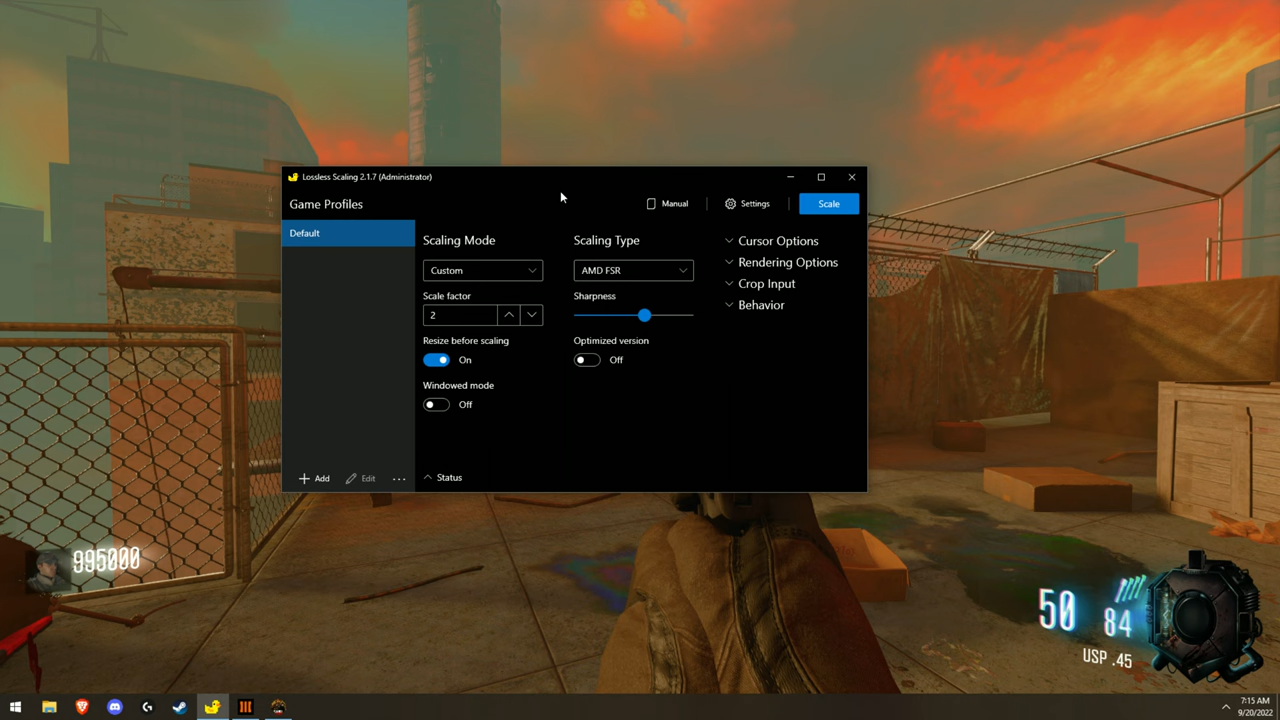 Lossless Scaling 2.1.7 (Administrator)
Game Profiles
Manual
Settings
Scale
Default
Scaling Mode
Custom
Scale factor
2
Resize before scaling
On
Windowed mode
Off
Scaling Type
AMD FSR
Sharpness
Optimized version
Off
Cursor Options
Rendering Options
Crop Input
Behavior
Add
Edit
...
Status
995000
50
84
USP .45
7:15 AM
9/20/2022